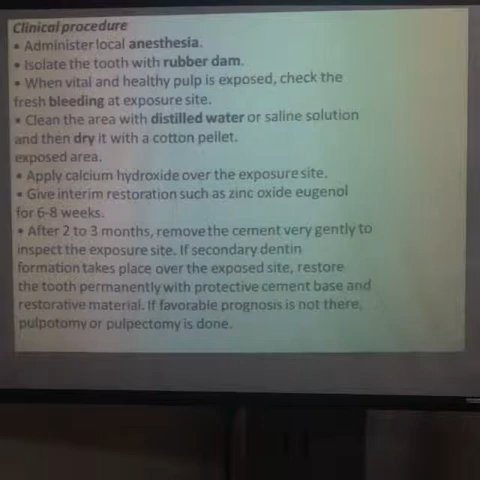 Clinical procedure
• Administer local anesthesia.
• Isolate the tooth with rubber dam.
• When vital and healthy pulp is exposed, check the
fresh bleeding at exposure site.
• Clean the area with distilled water or saline solution
and then dry it with a cotton pellet.
exposed area.
• Apply calcium hydroxide over the exposure site.
• Give interim restoration such as zinc oxide eugenol
for 6-8 weeks.
• After 2 to 3 months, remove the cement very gently to
inspect the exposure site. If secondary dentin
formation takes place over the exposed site, restore
the tooth permanently with protective cement base and
restorative material. If favorable prognosis is not there,
pulpotomy or pulpectomy is done.